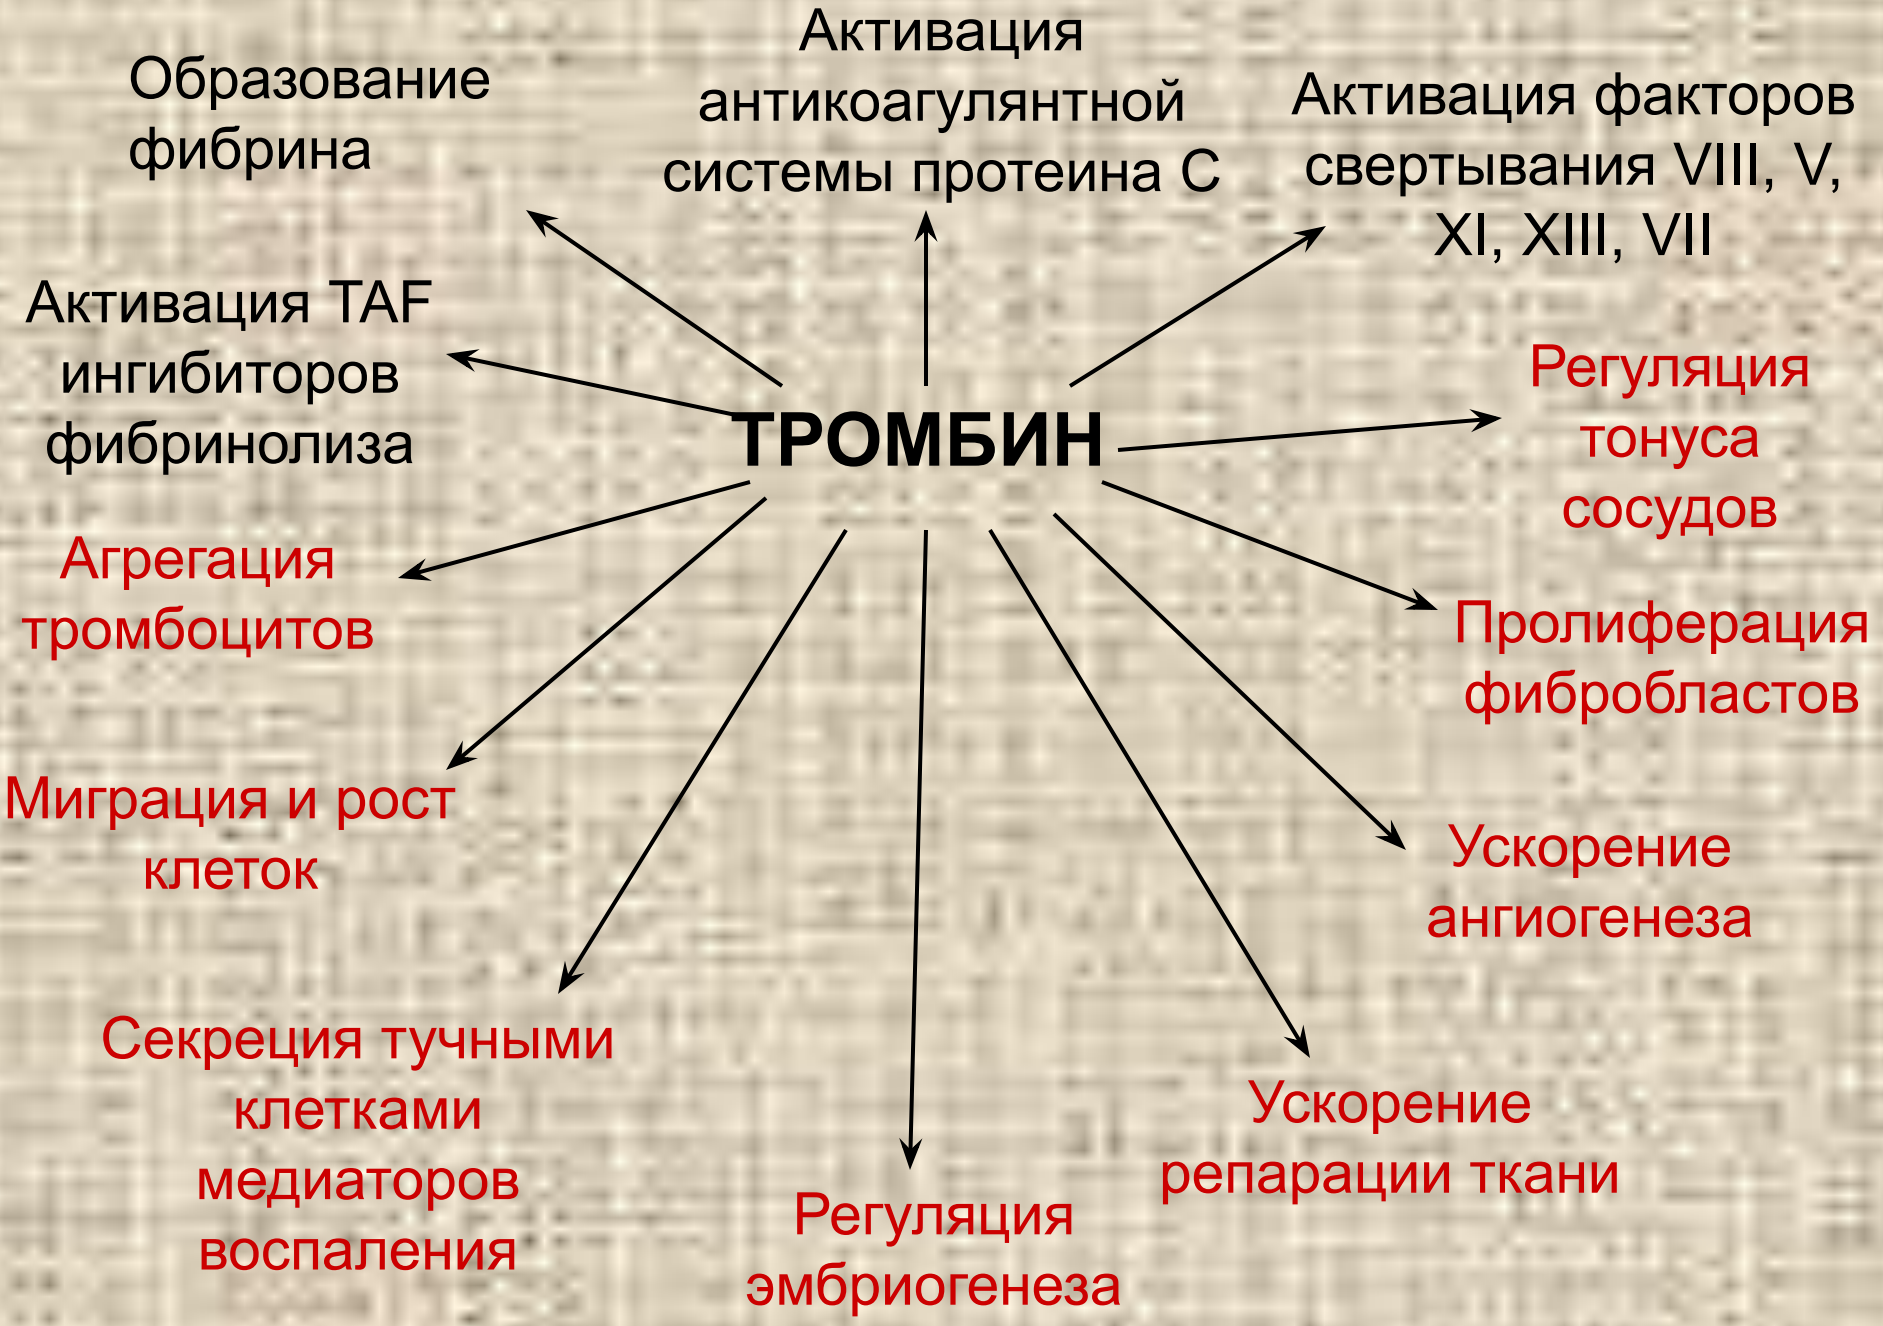 Образование
фибрина
Активация
антикоагулянтной
системы протеина С
Активация факторов
свертывания VIII, V,
XI, XIII, VII
Активация TAF
ингибиторов
фибринолиза
ТРОМБИН
Регуляция
тонуса
сосудов
Агрегация
тромбоцитов
Пролиферация
фибробластов
Миграция и рост
клеток
Ускорение
ангиогенеза
Секреция тучными
клетками
медиаторов
воспаления
Регуляция
эмбриогенеза
Ускорение
репарации ткани